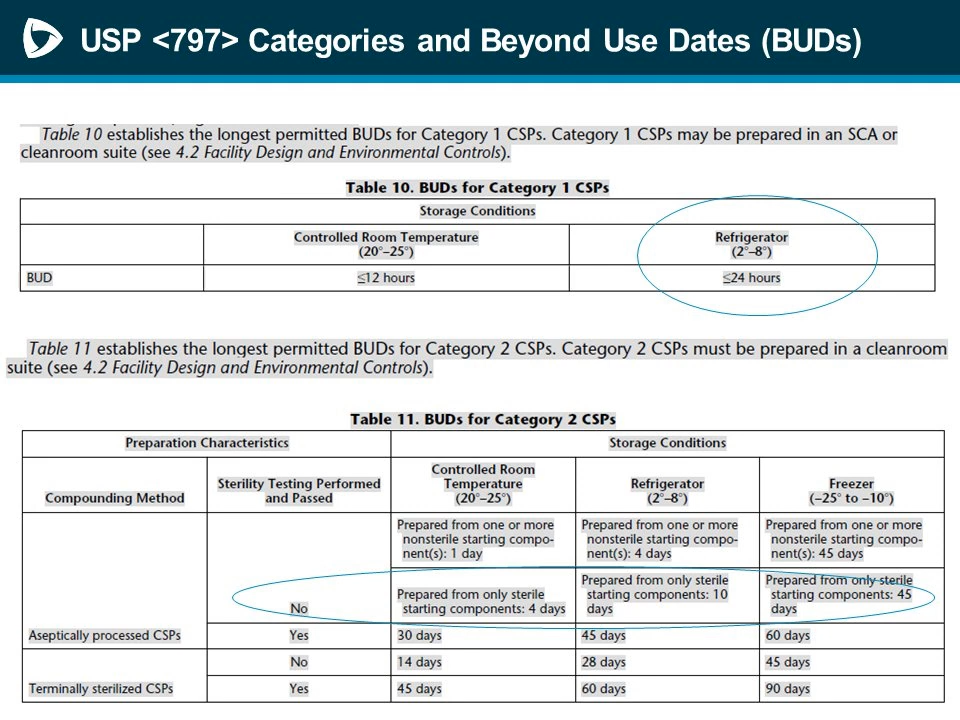 USP <797> Categories and Beyond Use Dates (BUDs)
Table 10 establishes the longest permitted BUDs for Category 1 CSPs. Category 1 CSPs may be prepared in an SCA or
cleanroom suite (see 4.2 Facility Design and Environmental Controls).
Table 10. BUDs for Category 1 CSPs
Storage Conditions
Controlled Room Temperature
(20°–25°)
Refrigerator
(2°–8°)
BUD
≤12 hours
≤24 hours
Table 11 establishes the longest permitted BUDs for Category 2 CSPs. Category 2 CSPs must be prepared in a cleanroom
suite (see 4.2 Facility Design and Environmental Controls).
Table 11. BUDs for Category 2 CSPs
Preparation Characteristics
Storage Conditions
Compounding Method
Sterility Testing Performed
and Passed
Controlled Room
Temperature
(20°–25°)
Refrigerator
(2°–8°)
Freezer
(–25° to –10°)
Prepared from one or more
nonsterile starting compo-
nent(s): 1 day
Prepared from one or more
nonsterile starting compo-
nent(s): 4 days
Prepared from one or more
nonsterile starting compo-
nent(s): 45 days
No
Prepared from only sterile
starting components: 4 days
Prepared from only sterile
starting components: 10
days
Prepared from only sterile
starting components: 45
days
Aseptically processed CSPs
Yes
30 days
45 days
60 days
No
14 days
28 days
45 days
Terminally sterilized CSPs
Yes
45 days
60 days
90 days